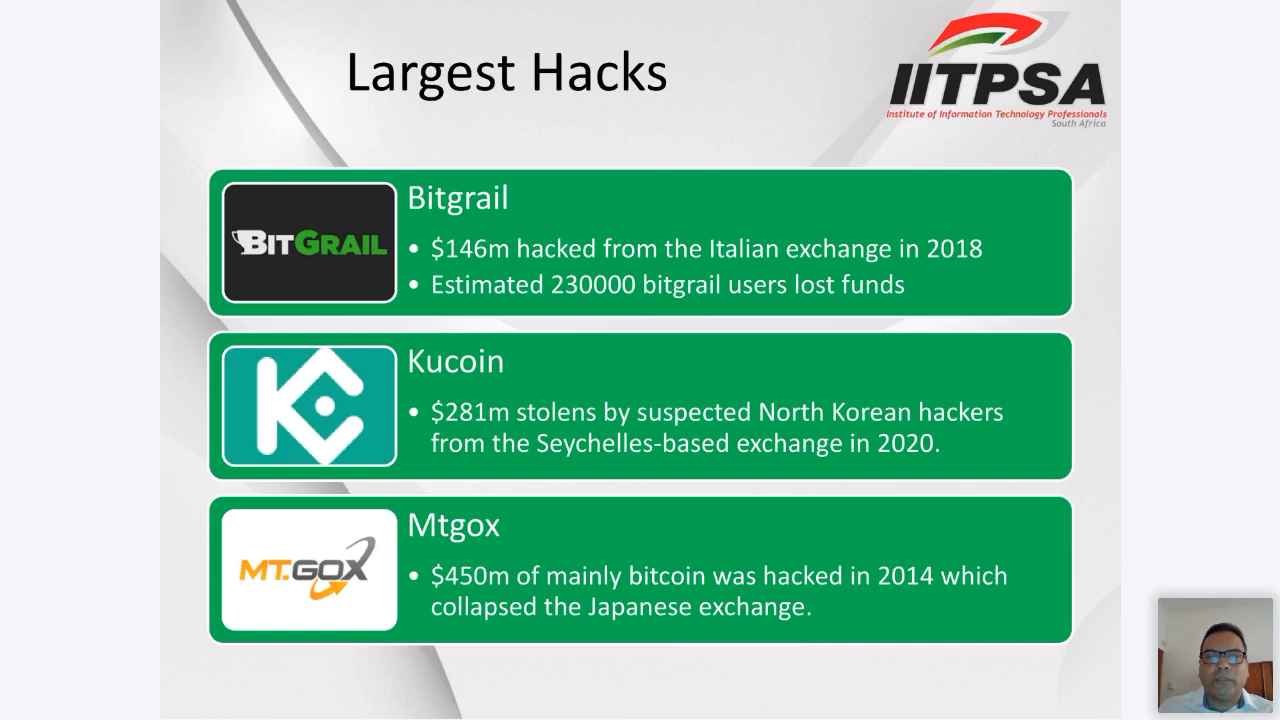 Largest Hacks
IITPSA
Institute of Information Technology Professionals
South Africa
BITGRAIL
Bitgrail
• $146m hacked from the Italian exchange in 2018
• Estimated 230000 bitgrail users lost funds
Kucoin
• $281m stolens by suspected North Korean hackers
from the Seychelles-based exchange in 2020.
MT.GOX
Mtgox
• $450m of mainly bitcoin was hacked in 2014 which
collapsed the Japanese exchange.